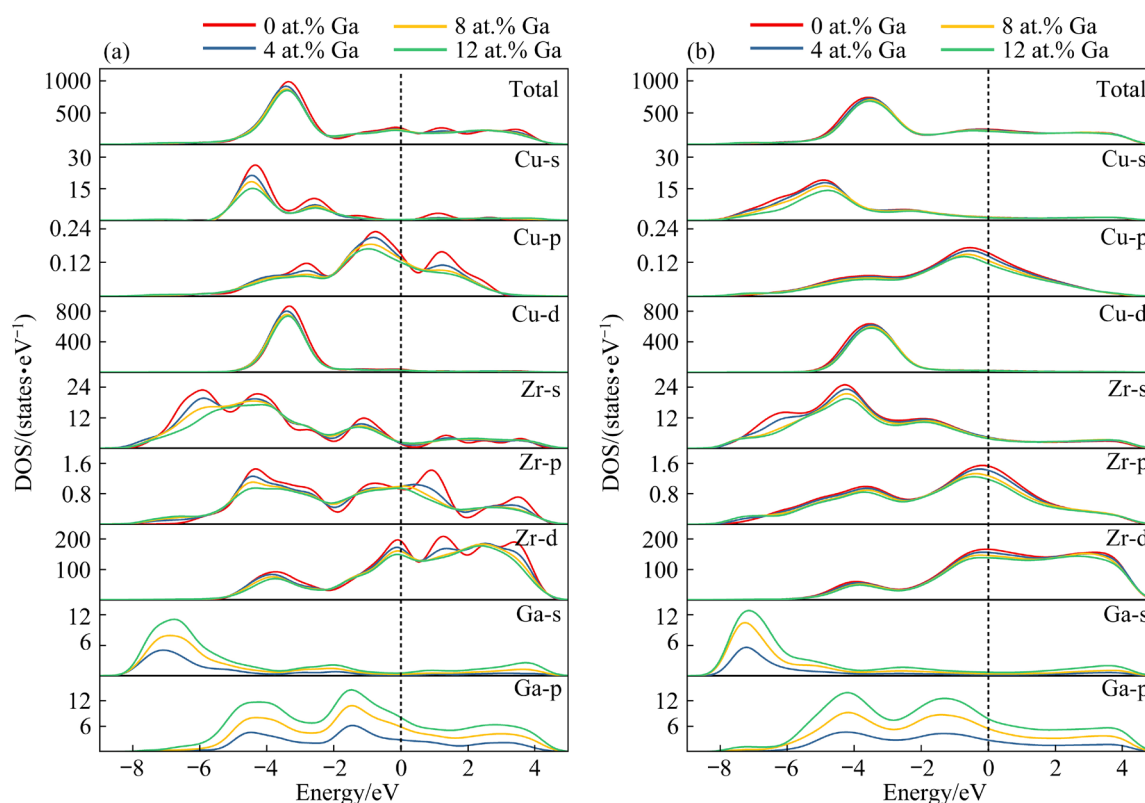 (a)
0 at.% Ga
8 at.% Ga
4 at.% Ga
12 at.% Ga
DOS/(states•eV⁻¹)
1000
500
Total
30
15
Cu-s
0.24
0.12
Cu-p
800
400
Cu-d
24
12
Zr-s
1.6
0.8
Zr-p
200
100
Zr-d
12
6
Ga-s
12
6
Ga-p
−8 −6 −4 −2 0 2 4
Energy/eV
(b)
0 at.% Ga
8 at.% Ga
4 at.% Ga
12 at.% Ga
DOS/(states•eV⁻¹)
1000
500
Total
30
15
Cu-s
0.24
0.12
Cu-p
800
400
Cu-d
24
12
Zr-s
1.6
0.8
Zr-p
200
100
Zr-d
12
6
Ga-s
12
6
Ga-p
−8 −6 −4 −2 0 2 4
Energy/eV